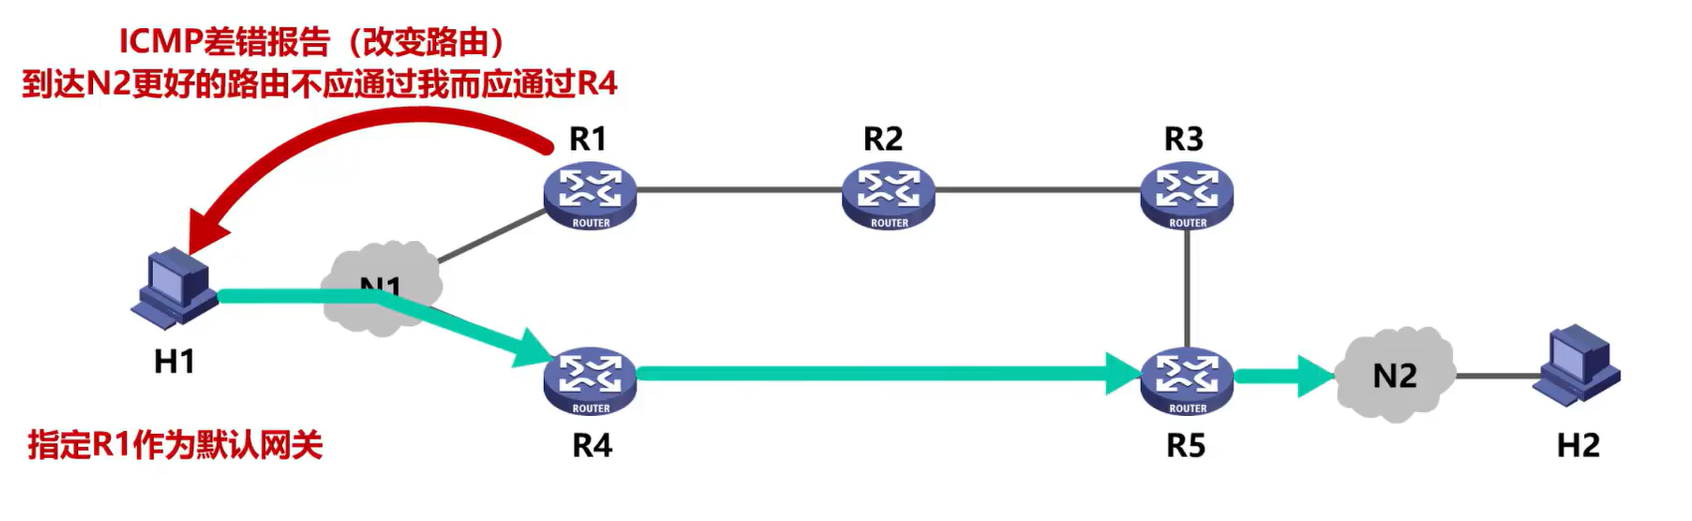 ICMP差错报告（改变路由）
到达N2更好的路由不应通过我而应通过R4
R1
R2
R3
ROUTER
ROUTER
ROUTER
N1
H1
ROUTER
ROUTER
N2
R4
R5
H2
指定R1作为默认网关